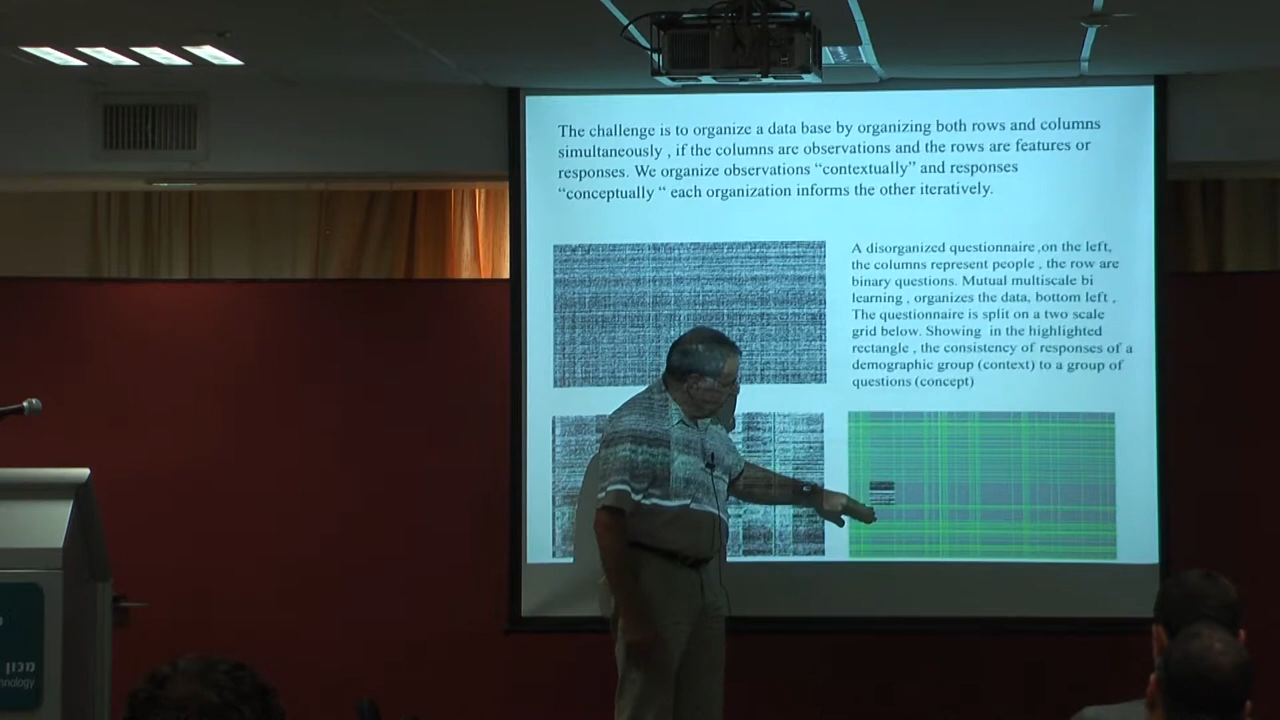 The challenge is to organize a data base by organizing both rows and columns
simultaneously , if the columns are observations and the rows are features or
responses. We organize observations “contextually” and responses
“conceptually “ each organization informs the other iteratively.
A disorganized questionnaire ,on the left,
the columns represent people , the row are
binary questions. Mutual multiscale bi
learning , organizes the data, bottom left .
The questionnaire is split on a two scale
grid below. Showing in the highlighted
rectangle , the consistency of responses of a
demographic group (context) to a group of
questions (concept)
מכון